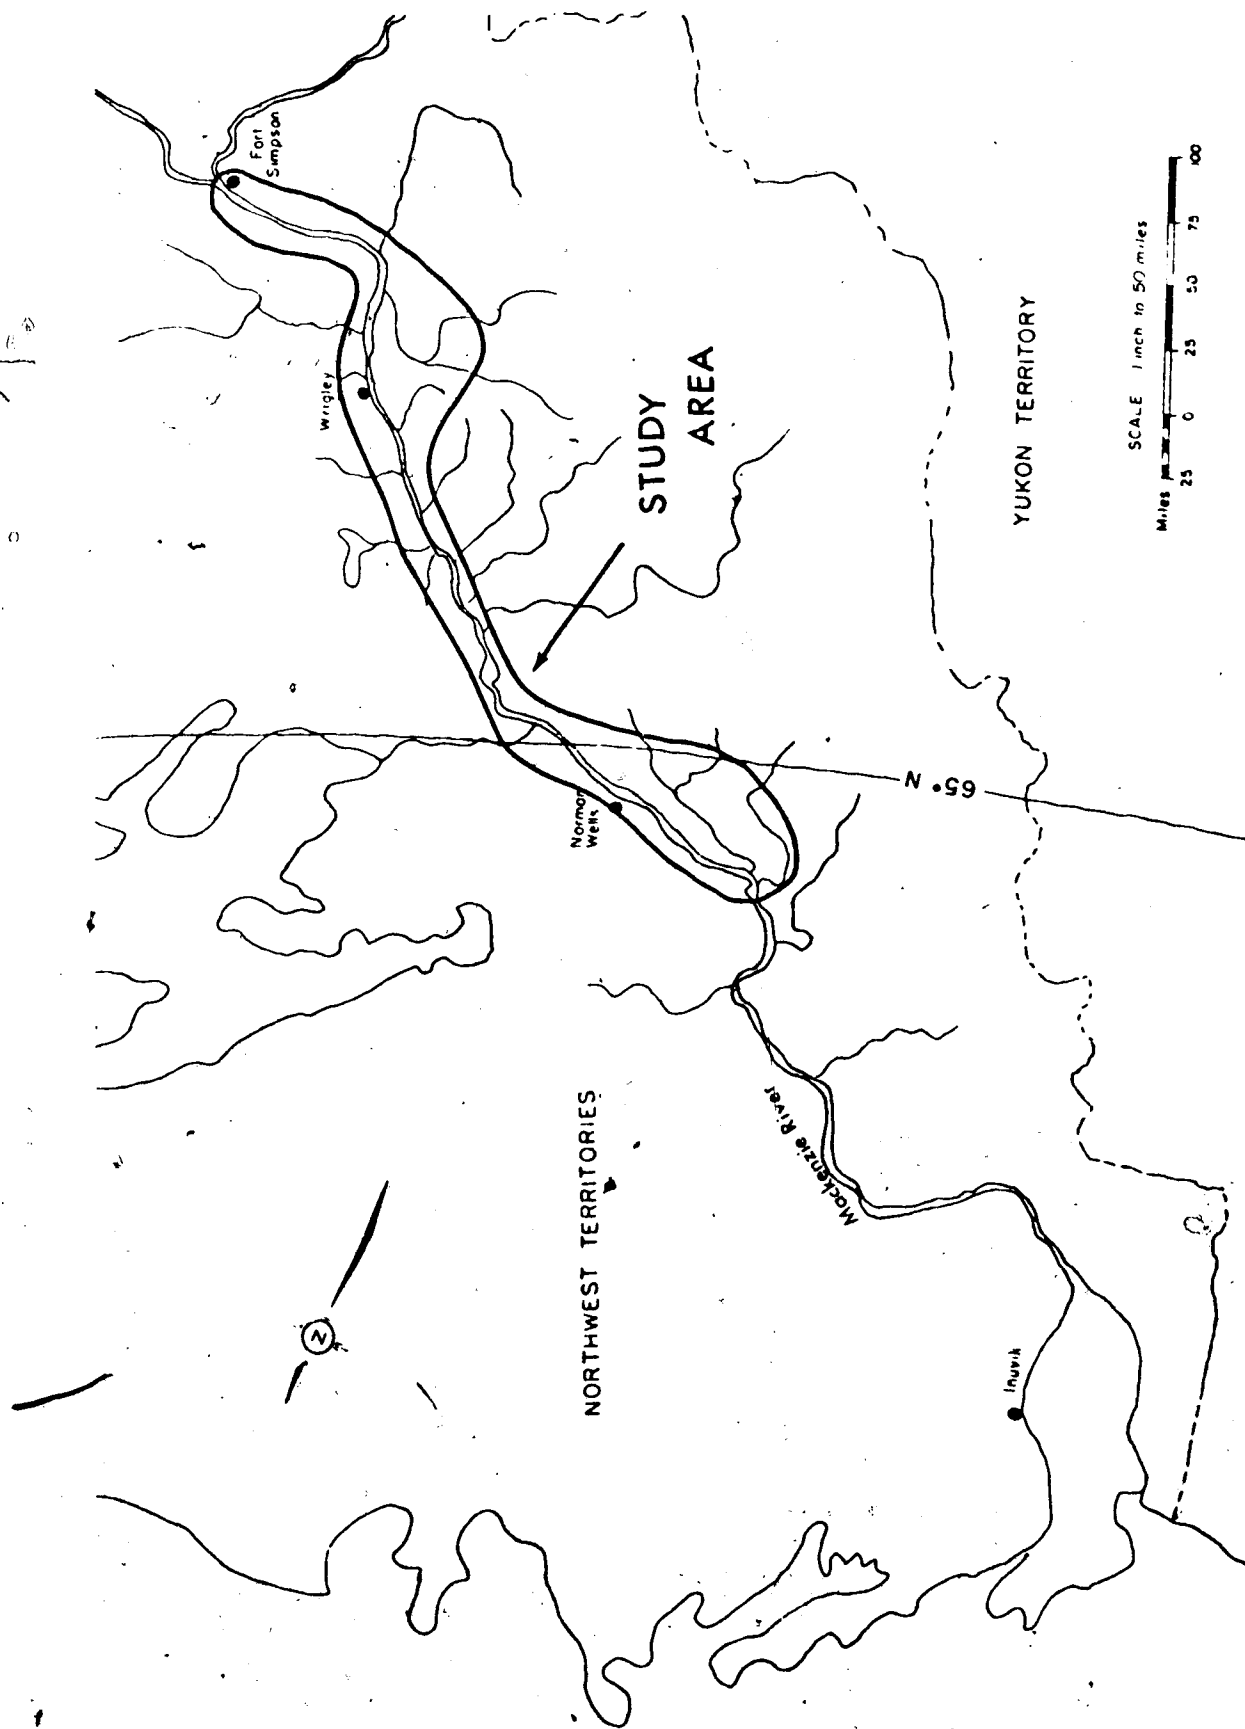 Fort
Simpson
Wrigley
STUDY
AREA
Norman
Wells
65° N
YUKON TERRITORY
SCALE 1 inch to 50 miles
Miles
25 0 25 50 75 100
NORTHWEST TERRITORIES
Mackenzie River
N
Inuvik